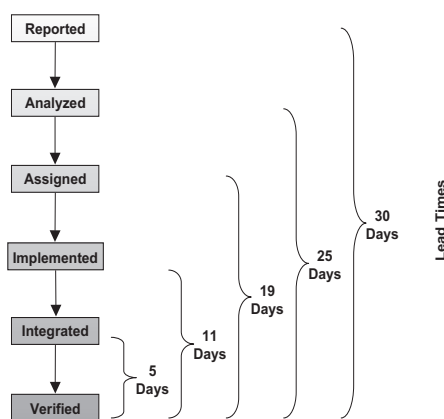 Reported
Analyzed
Assigned
Implemented
Integrated
Verified
5
Days
11
Days
19
Days
25
Days
30
Days
Lead Times